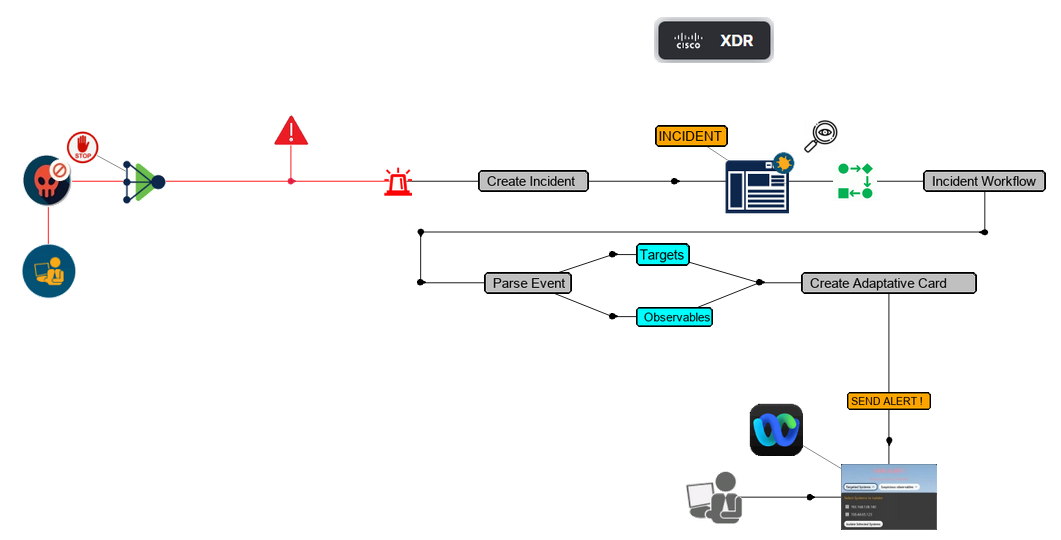 CISCO
XDR
STOP
INCIDENT
Create Incident
Incident Workflow
Targets
Parse Event
Create Adaptative Card
Observables
SEND ALERT !
Targeted Systems
Suspicious observables
Isolate Selected Systems